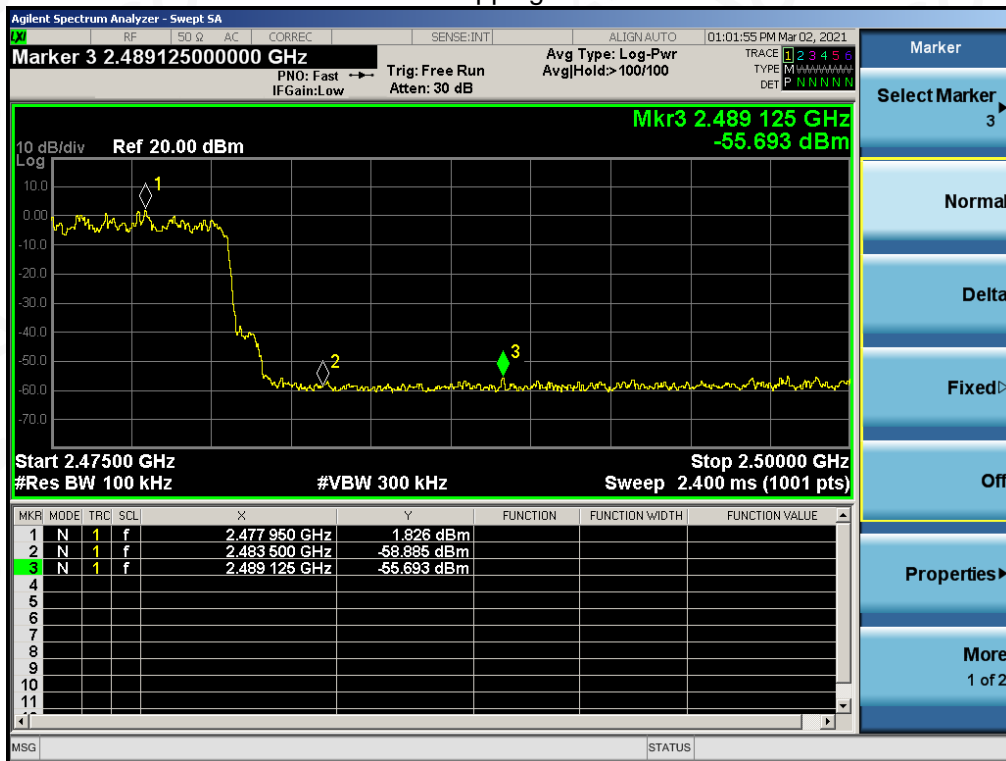 Agilent Spectrum Analyzer - Swept SA
LXI RF 50 Ω AC CORREC SENSE:INT ALIGN AUTO 01:01:55 PM Mar 02, 2021
Marker 3 2.489125000000 GHz
PNO: Fast
IFGain:Low
Trig: Free Run
Atten: 30 dB
Avg Type: Log-Pwr
Avg|Hold:>100/100
TRACE 1 2 3 4 5 6
TYPE M
DET P N N N N N
Mkr3 2.489 125 GHz
-55.693 dBm
10 dB/div Ref 20.00 dBm
Log
10.0
0.00
-10.0
-20.0
-30.0
-40.0
-50.0
-60.0
-70.0
1
2
3
Start 2.47500 GHz Stop 2.50000 GHz
#Res BW 100 kHz #VBW 300 kHz Sweep 2.400 ms (1001 pts)
MKR MODE TRC SCL X Y FUNCTION FUNCTION WIDTH FUNCTION VALUE
1 N 1 f 2.477 950 GHz 1.826 dBm
2 N 1 f 2.483 500 GHz -58.885 dBm
3 N 1 f 2.489 125 GHz -55.693 dBm
4
5
6
7
8
9
10
11
MSG STATUS
Marker
Select Marker
3
Normal
Delta
Fixed
Off
Properties
More
1 of 2